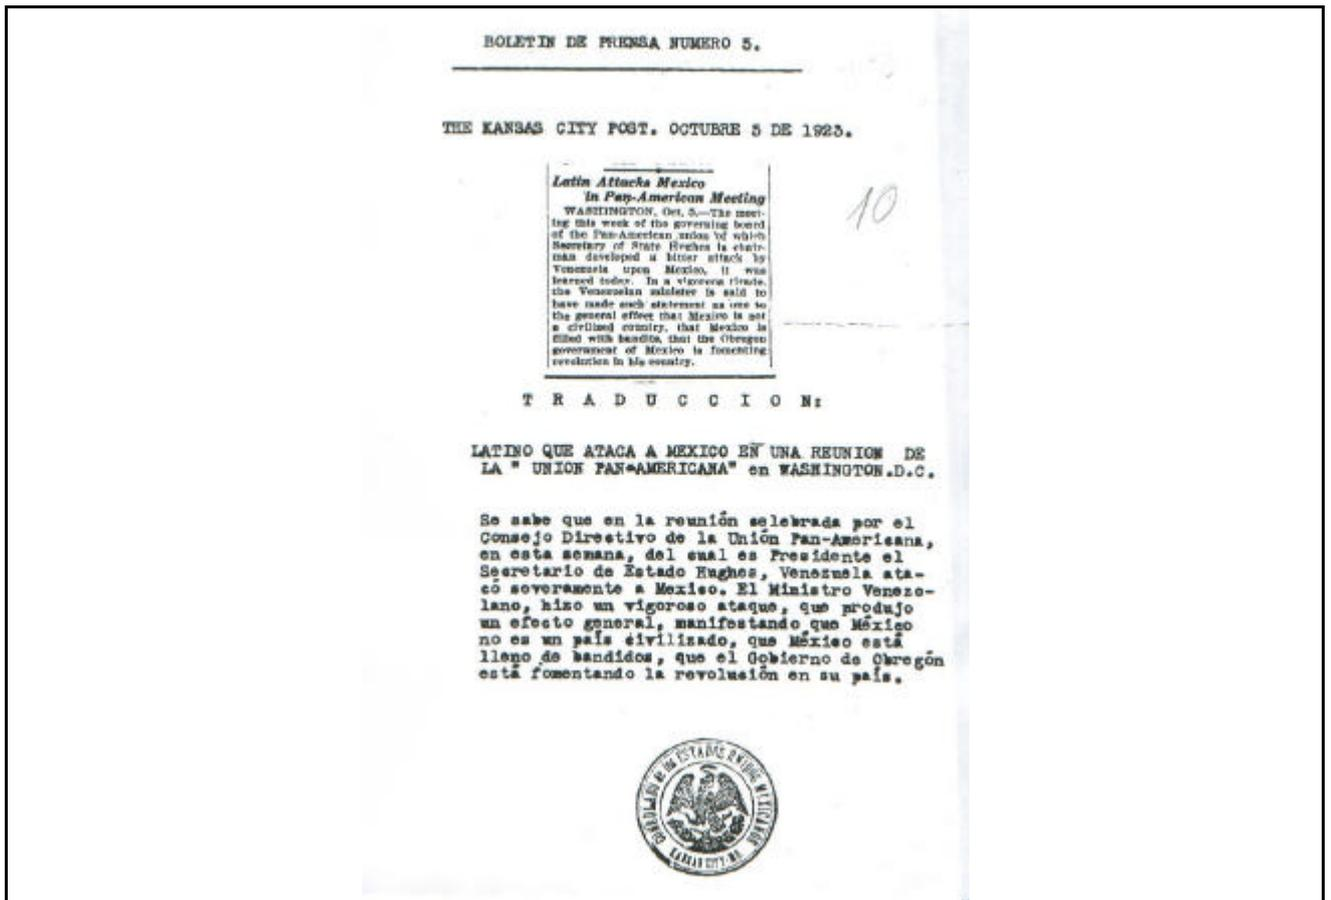 BOLETIN DE PRENSA NUMERO 5.
THE KANSAS CITY POST. OCTUBRE 5 DE 1923.
10
Latin Attacks Mexico
in Pan-American Meeting
WASHINGTON, Oct. 5.—The meet-
ing this week of the governing board
of the Pan-American union of which
Secretary of State Hughes is chair-
man developed a bitter attack by
Venezuela upon Mexico, it was
learned today. In a vigorous tirade,
the Venezuelan minister is said to
have made such statement as one to
the general effect that Mexico is not
a civilized country, that Mexico is
filled with bandits, that the Obregon
government of Mexico is fomenting
revolution in his country.
T R A D U C C I O N:
LATINO QUE ATACA A MEXICO EN UNA REUNION DE
LA " UNION PAN-AMERICANA" en WASHINGTON.D.C.
Se sabe que en la reunión selebrada por el
Consejo Directivo de la Unión Pan-Americana,
en esta semana, del cual es Presidente el
Secretario de Estado Hughes, Venezuela ata-
có severamente a Mexico. El Ministro Venezo-
lano, hizo un vigoroso ataque, que produjo
un efecto general, manifestando que México
no es un país civilizado, que México está
lleno de bandidos, que el Gobierno de Obregón
está fomentando la revolución en su país.
CONSULADO DE LOS ESTADOS UNIDOS MEXICANOS
KANSAS CITY, MO